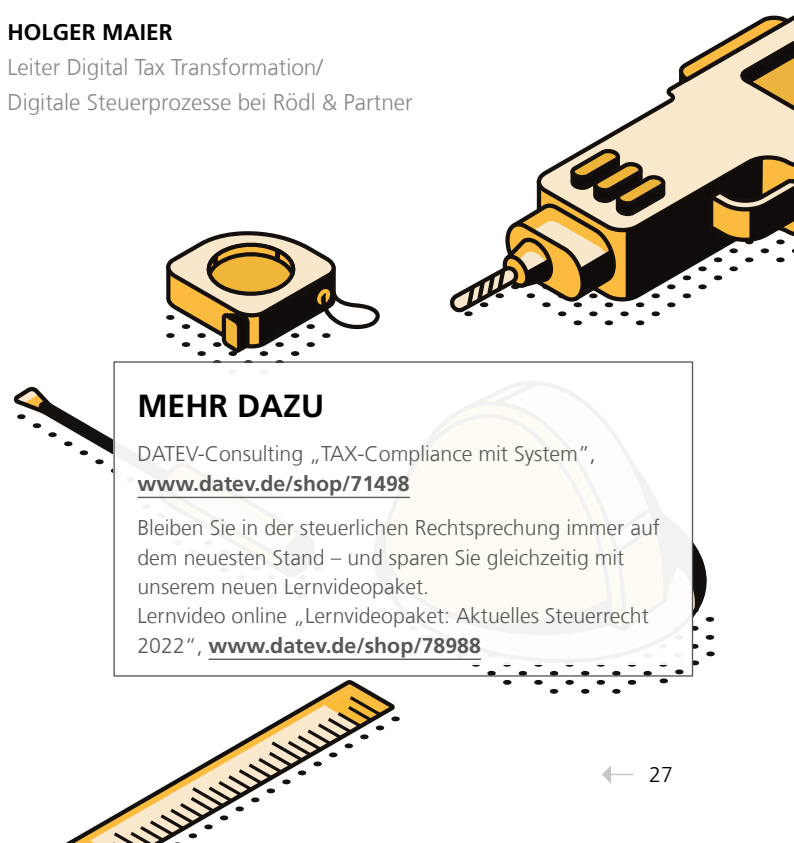 HOLGER MAIER
Leiter Digital Tax Transformation/
Digitale Steuerprozesse bei Rödl & Partner
MEHR DAZU
DATEV-Consulting „TAX-Compliance mit System“,
www.datev.de/shop/71498
Bleiben Sie in der steuerlichen Rechtsprechung immer auf
dem neuesten Stand – und sparen Sie gleichzeitig mit
unserem neuen Lernvideopaket.
Lernvideo online „Lernvideopaket: Aktuelles Steuerrecht
2022“, www.datev.de/shop/78988
27